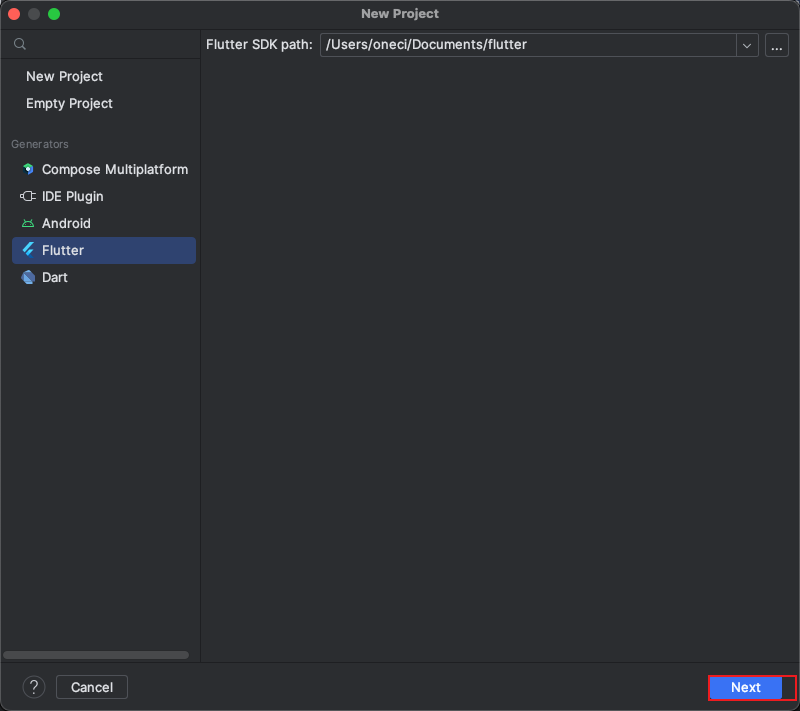 New Project
Flutter SDK path: /Users/oneci/Documents/flutter ...
New Project
Empty Project
Generators
Compose Multiplatform
IDE Plugin
Android
Flutter
Dart
? Cancel Next